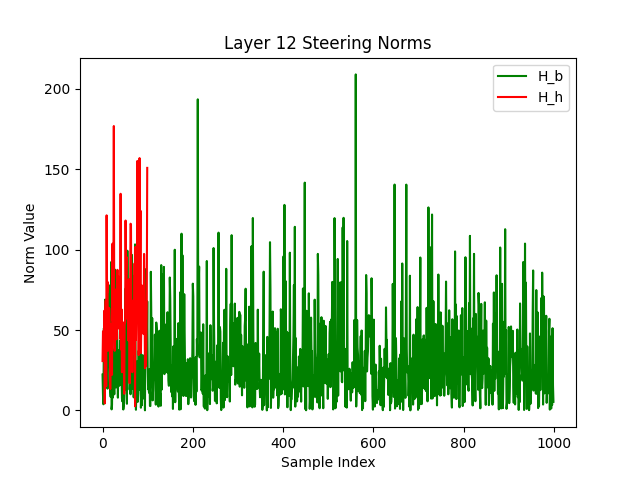 Layer 12 Steering Norms
H_b
H_h
Norm Value
200
150
100
50
0
0 200 400 600 800 1000
Sample Index